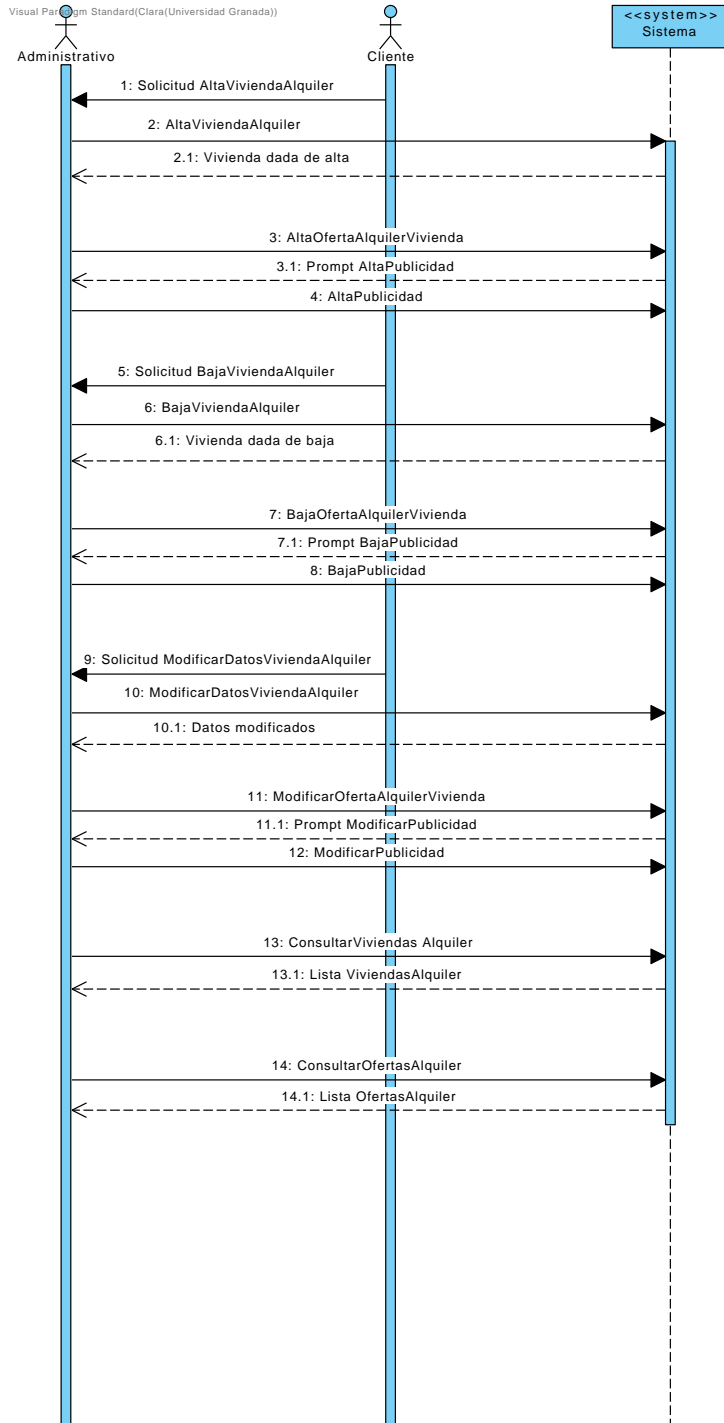 Visual Paradigm Standard(Clara(Universidad Granada))
<<system>>
Sistema
Administrativo
Cliente
1: Solicitud AltaViviendaAlquiler
2: AltaViviendaAlquiler
2.1: Vivienda dada de alta
3: AltaOfertaAlquilerVivienda
3.1: Prompt AltaPublicidad
4: AltaPublicidad
5: Solicitud BajaViviendaAlquiler
6: BajaViviendaAlquiler
6.1: Vivienda dada de baja
7: BajaOfertaAlquilerVivienda
7.1: Prompt BajaPublicidad
8: BajaPublicidad
9: Solicitud ModificarDatosViviendaAlquiler
10: ModificarDatosViviendaAlquiler
10.1: Datos modificados
11: ModificarOfertaAlquilerVivienda
11.1: Prompt ModificarPublicidad
12: ModificarPublicidad
13: ConsultarViviendas Alquiler
13.1: Lista ViviendasAlquiler
14: ConsultarOfertasAlquiler
14.1: Lista OfertasAlquiler